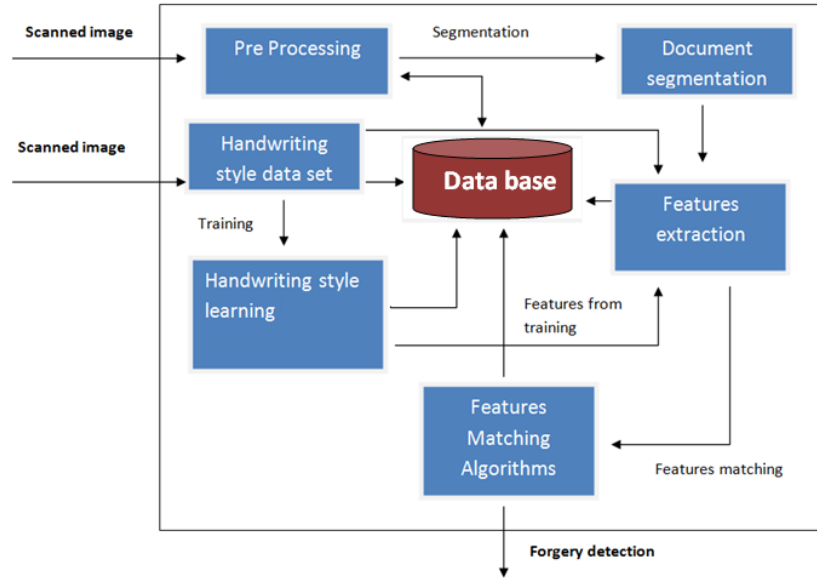 Scanned image
Pre Processing
Segmentation
Document
segmentation
Scanned image
Handwriting
style data set
Data base
Features
extraction
Training
Handwriting style
learning
Features from
training
Features
Matching
Algorithms
Features matching
Forgery detection